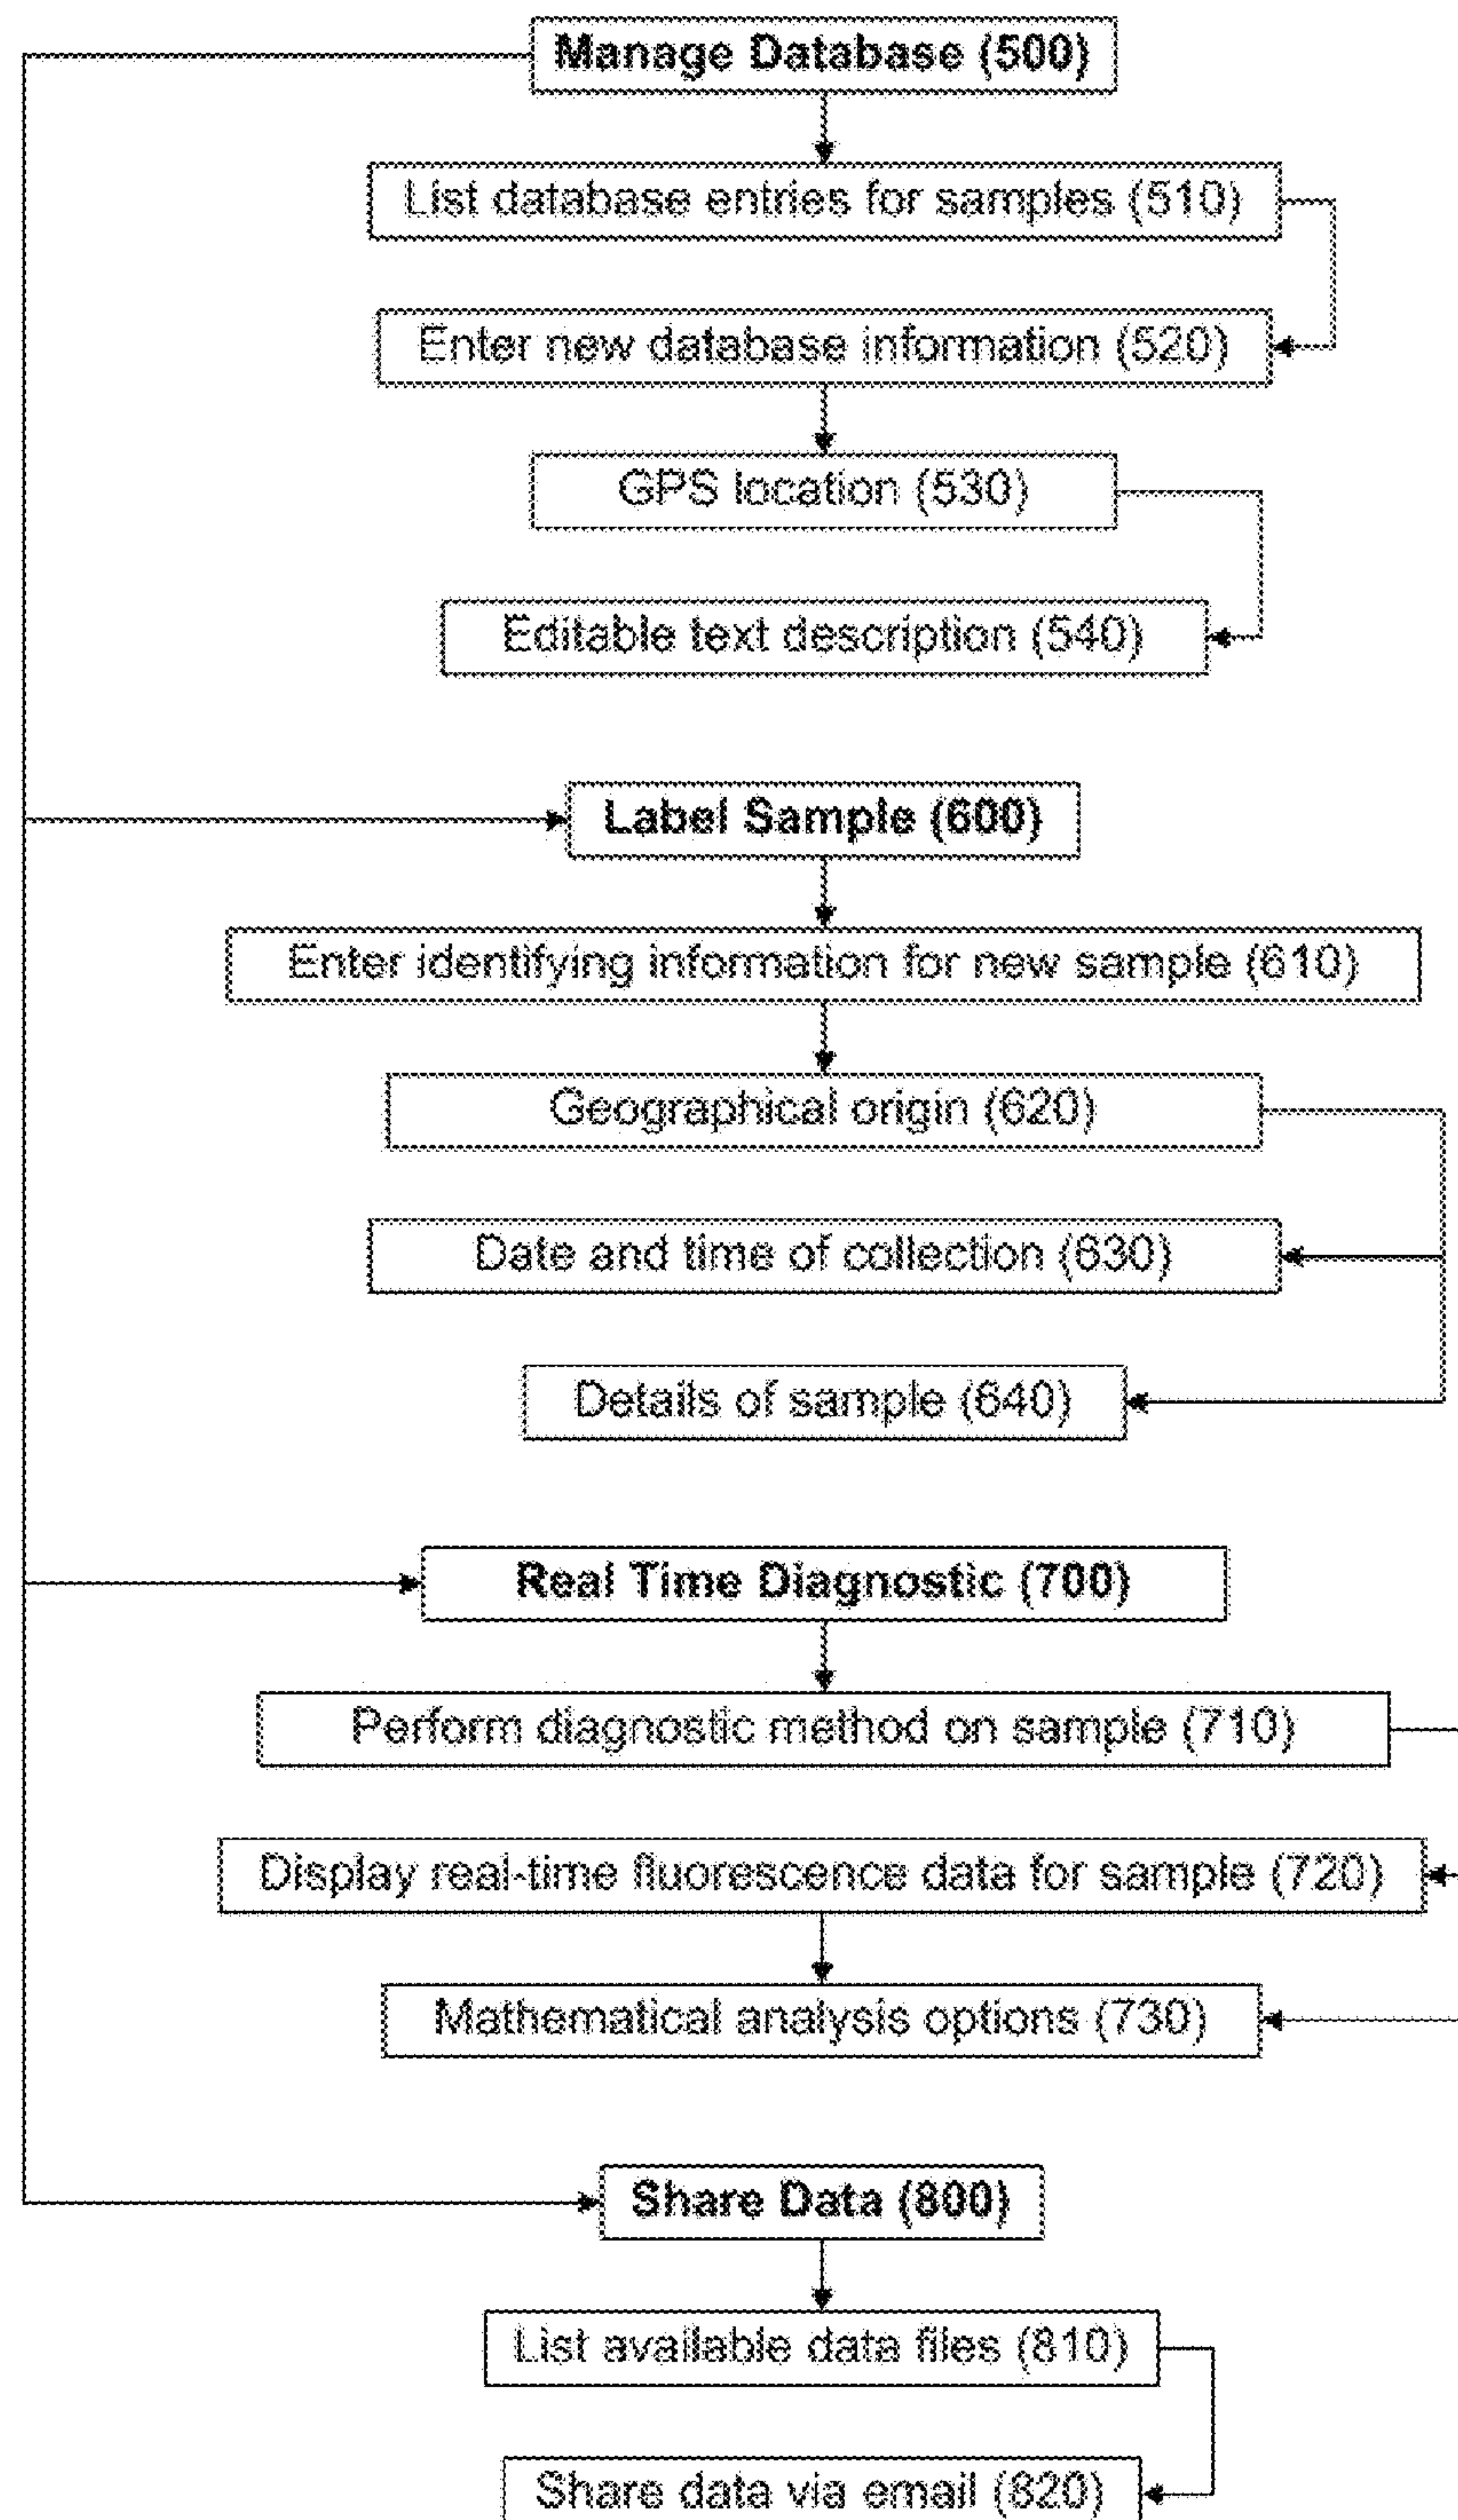 Manage Database (500)
List database entries for samples (510)
Enter new database information (520)
GPS location (530)
Editable text description (540)
Label Sample (600)
Enter identifying information for new sample (610)
Geographical origin (620)
Date and time of collection (630)
Details of sample (640)
Real Time Diagnostic (700)
Perform diagnostic method on sample (710)
Display real-time fluorescence data for sample (720)
Mathematical analysis options (730)
Share Data (800)
List available data files (810)
Share data via email (820)